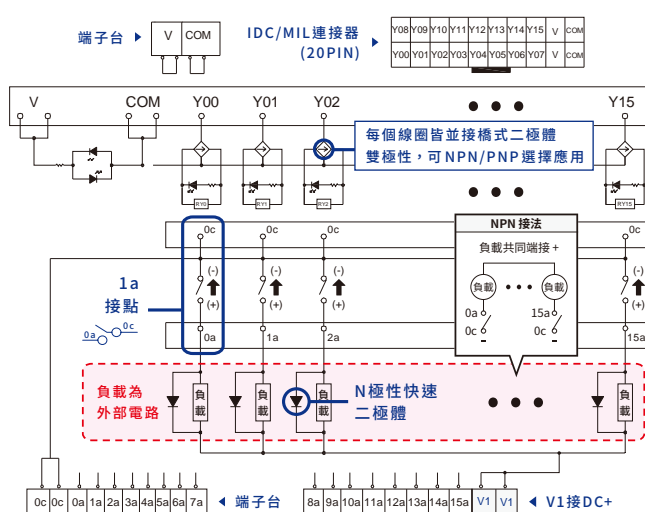 端子台
V COM
IDC/MIL連接器
(20PIN)
Y08 Y09 Y10 Y11 Y12 Y13 Y14 Y15 V COM
Y00 Y01 Y02 Y03 Y04 Y05 Y06 Y07 V COM
V COM Y00 Y01 Y02 Y15
每個線圈皆並接橋式二極體
雙極性，可NPN/PNP選擇應用
RY0 RY1 RY2 RY15
0c 0c 2c 0c
NPN 接法
負載共同端接+
負載 負載
0a 15a
0c 0c
- -
1a
接點
0a 0c
(-) (-) (-) (-)
(+) (+) (+) (+)
0a 1a 2a 15a
負載為
外部電路
負載 負載 負載 負載
N極性快速
二極體
0c 0c 0a 1a 2a 3a 4a 5a 6a 7a
端子台
8a 9a 10a 11a 12a 13a 14a 15a V1 V1
V1接DC+